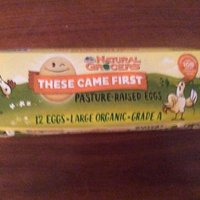 NATURAL
GROCERS
THESE CAME FIRST
PASTURE RAISED EGGS
12 EGGS • LARGE ORGANIC • GRADE A